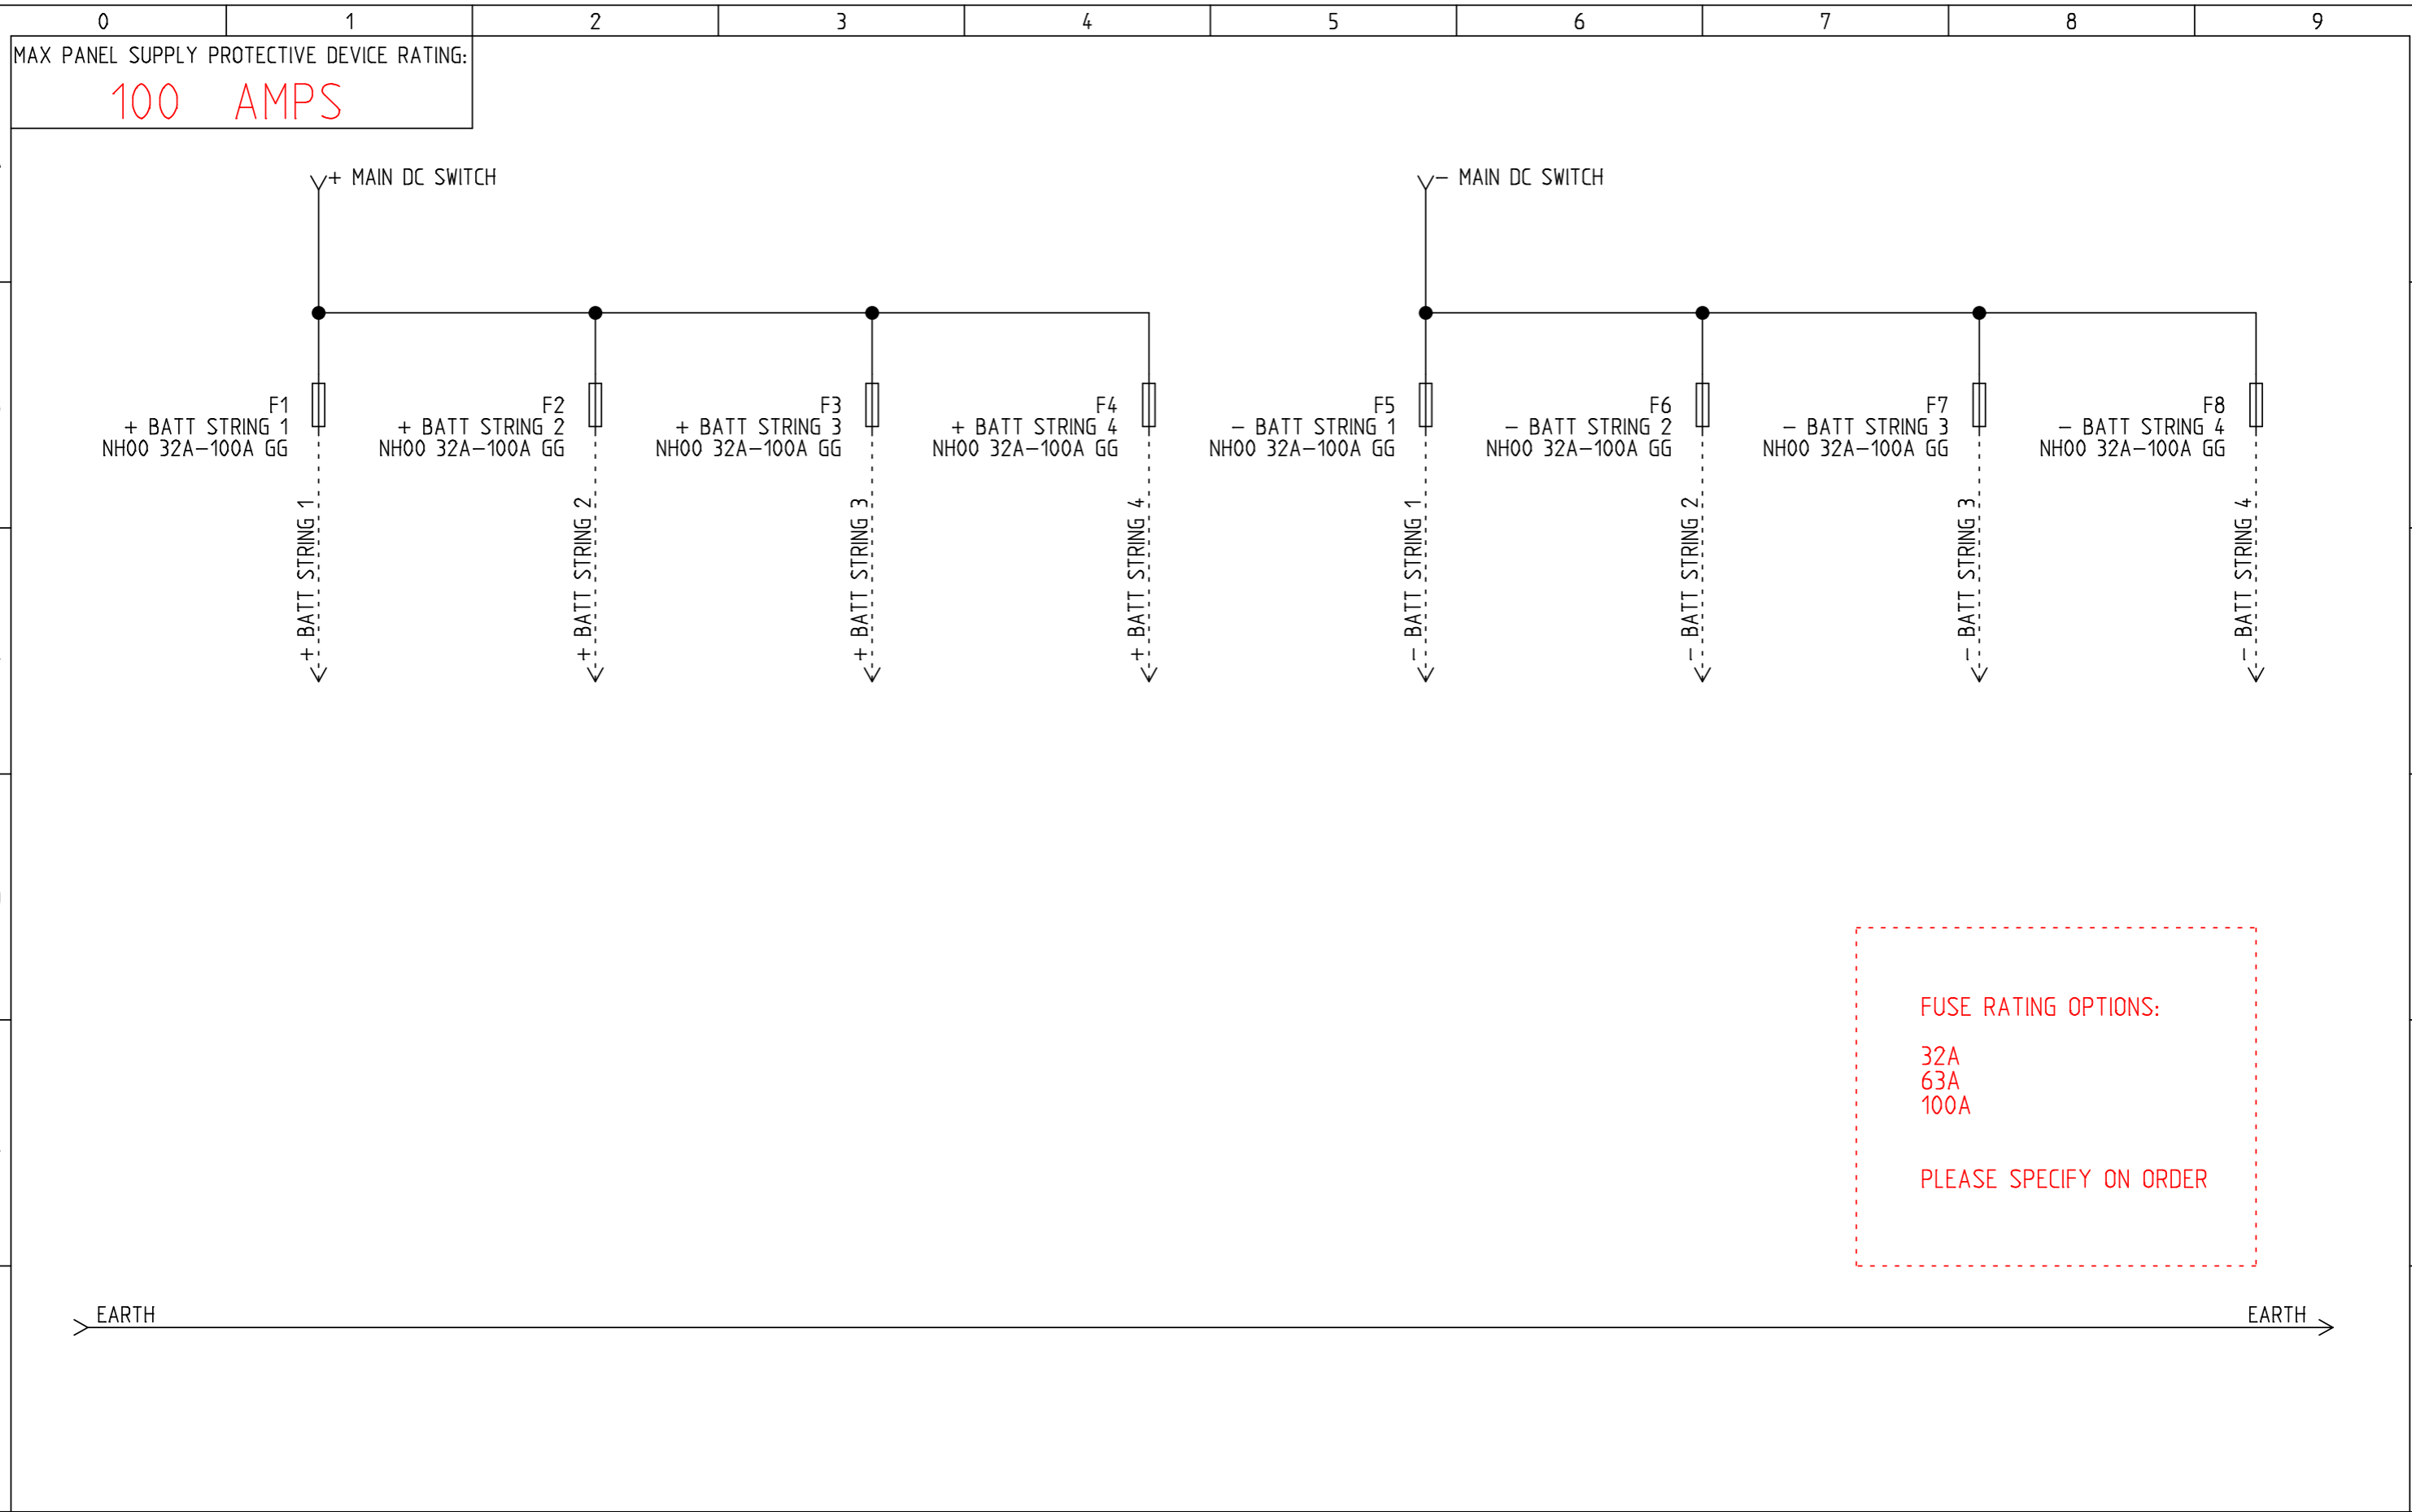 0 1 2 3 4 5 6 7 8 9
MAX PANEL SUPPLY PROTECTIVE DEVICE RATING:
100 AMPS
+ MAIN DC SWITCH
- MAIN DC SWITCH
F1
+ BATT STRING 1
NH00 32A-100A GG
F2
+ BATT STRING 2
NH00 32A-100A GG
F3
+ BATT STRING 3
NH00 32A-100A GG
F4
+ BATT STRING 4
NH00 32A-100A GG
F5
- BATT STRING 1
NH00 32A-100A GG
F6
- BATT STRING 2
NH00 32A-100A GG
F7
- BATT STRING 3
NH00 32A-100A GG
F8
- BATT STRING 4
NH00 32A-100A GG
+ BATT STRING 1
+ BATT STRING 2
+ BATT STRING 3
+ BATT STRING 4
- BATT STRING 1
- BATT STRING 2
- BATT STRING 3
- BATT STRING 4
FUSE RATING OPTIONS:
32A
63A
100A
PLEASE SPECIFY ON ORDER
EARTH
EARTH